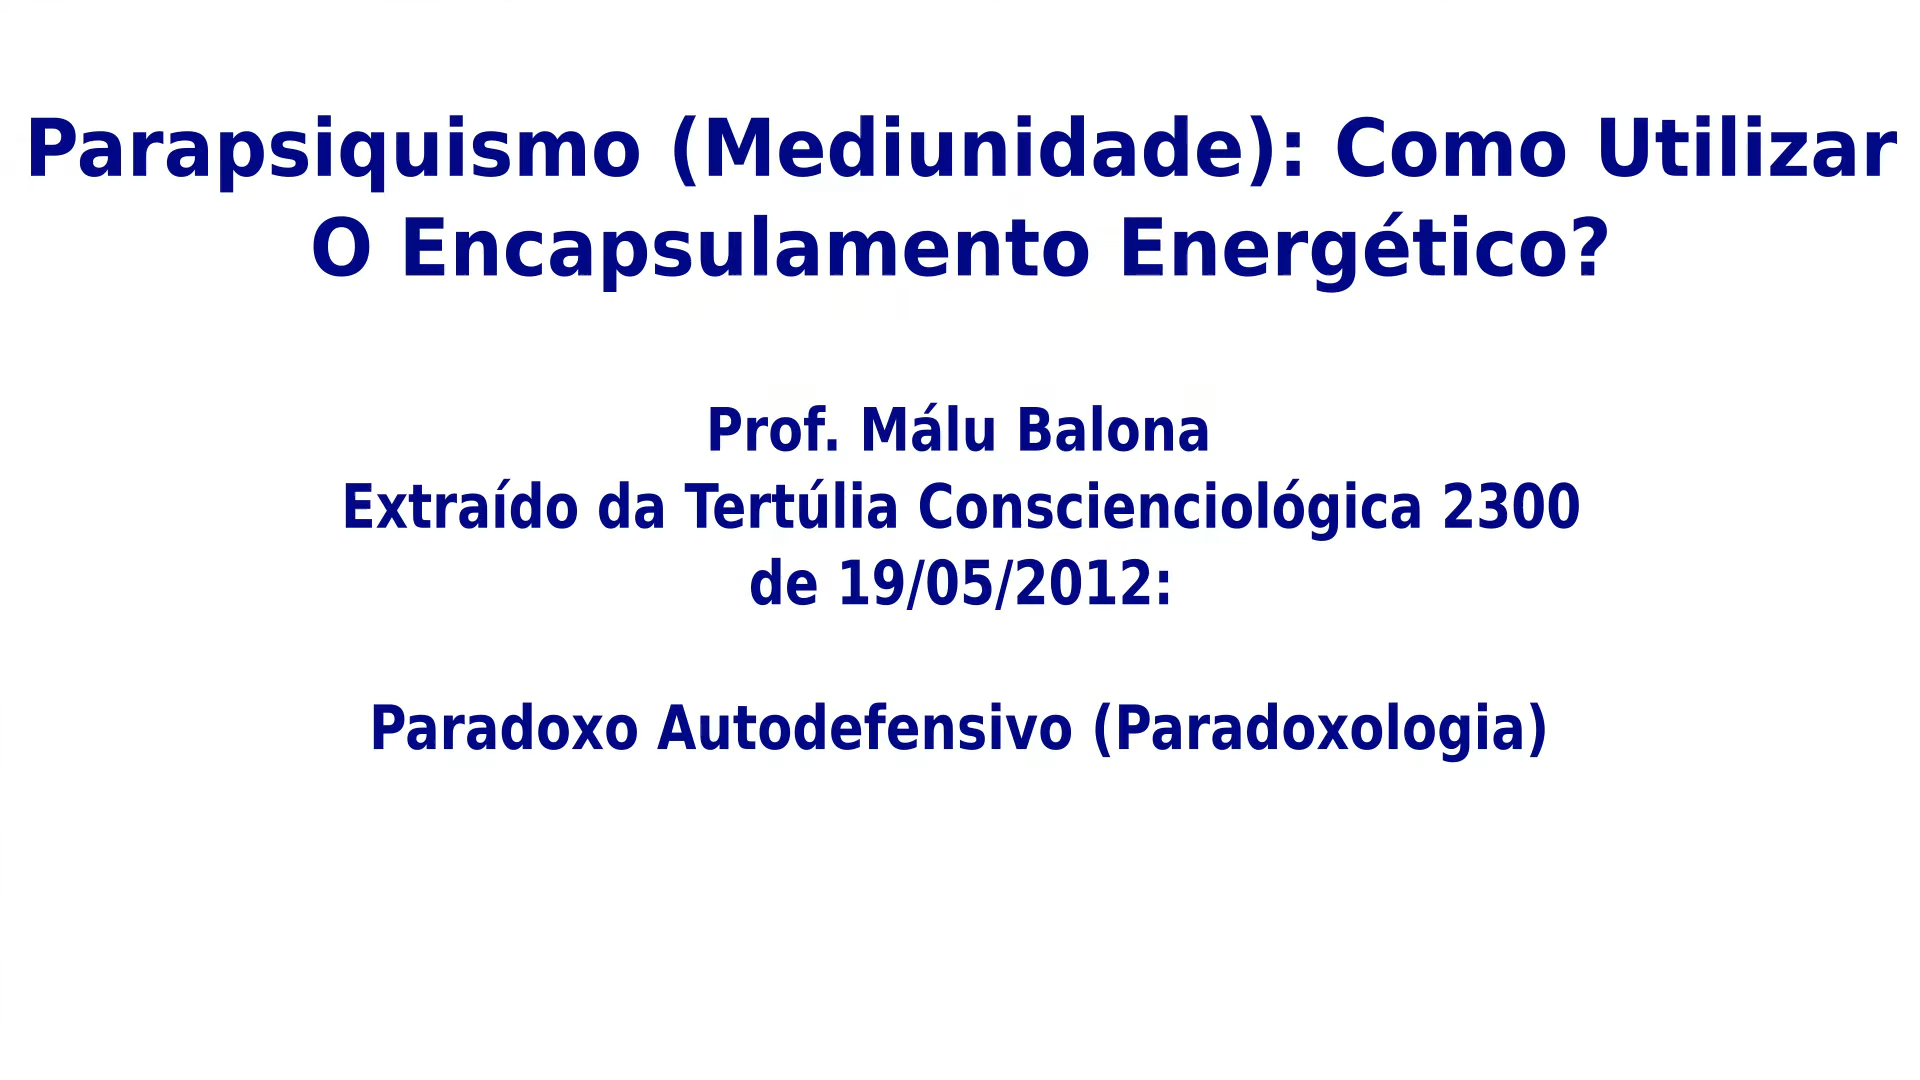 Parapsiquismo (Mediunidade): Como Utilizar
O Encapsulamento Energético?
Prof. Málu Balona
Extraído da Tertúlia Conscienciológica 2300
de 19/05/2012:
Paradoxo Autodefensivo (Paradoxologia)